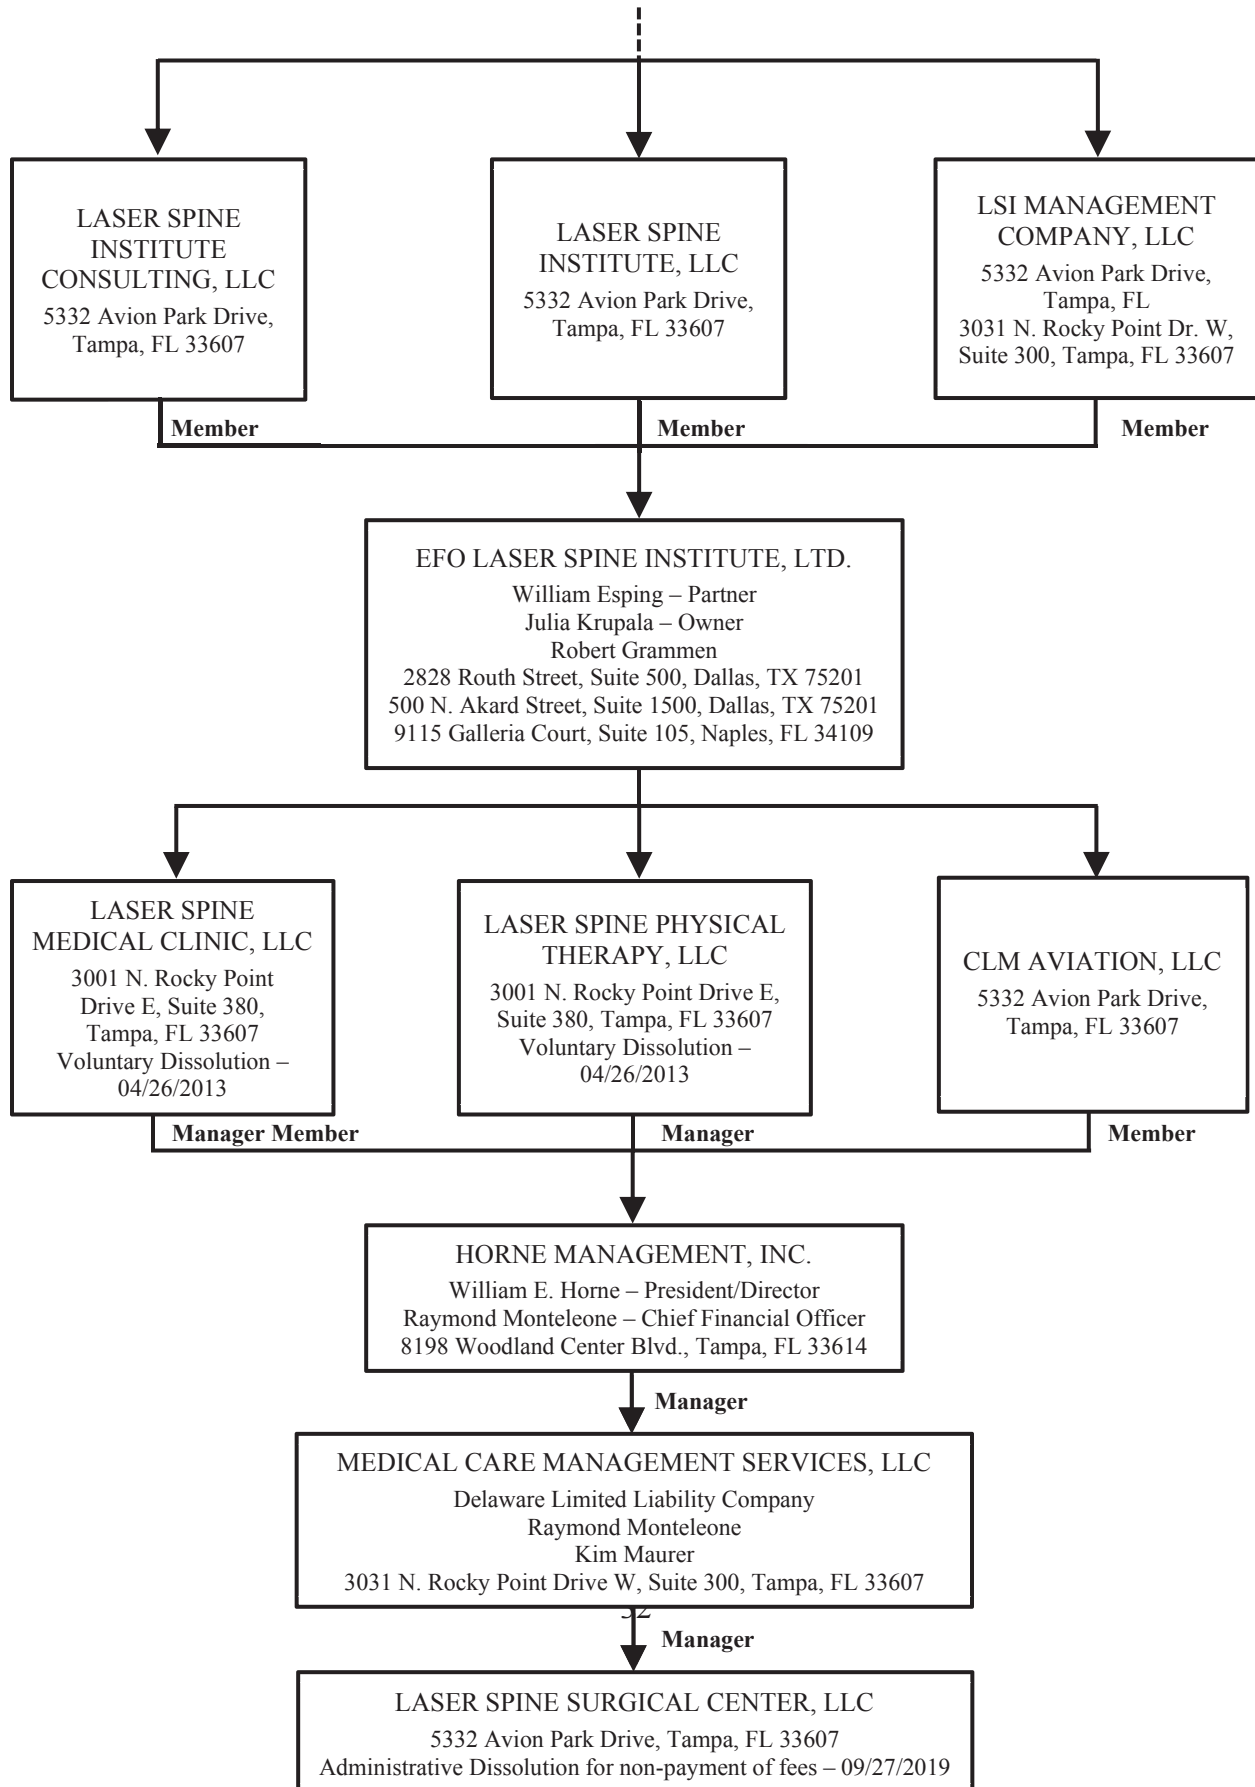 LASER SPINE
INSTITUTE
CONSULTING, LLC
5332 Avion Park Drive,
Tampa, FL 33607
LASER SPINE
INSTITUTE, LLC
5332 Avion Park Drive,
Tampa, FL 33607
LSI MANAGEMENT
COMPANY, LLC
5332 Avion Park Drive,
Tampa, FL
3031 N. Rocky Point Dr. W,
Suite 300, Tampa, FL 33607
Member
Member
Member
EFO LASER SPINE INSTITUTE, LTD.
William Esping – Partner
Julia Krupala – Owner
Robert Grammen
2828 Routh Street, Suite 500, Dallas, TX 75201
500 N. Akard Street, Suite 1500, Dallas, TX 75201
9115 Galleria Court, Suite 105, Naples, FL 34109
LASER SPINE
MEDICAL CLINIC, LLC
3001 N. Rocky Point
Drive E, Suite 380,
Tampa, FL 33607
Voluntary Dissolution –
04/26/2013
LASER SPINE PHYSICAL
THERAPY, LLC
3001 N. Rocky Point Drive E,
Suite 380, Tampa, FL 33607
Voluntary Dissolution –
04/26/2013
CLM AVIATION, LLC
5332 Avion Park Drive,
Tampa, FL 33607
Manager Member
Manager
Member
HORNE MANAGEMENT, INC.
William E. Horne – President/Director
Raymond Monteleone – Chief Financial Officer
8198 Woodland Center Blvd., Tampa, FL 33614
Manager
MEDICAL CARE MANAGEMENT SERVICES, LLC
Delaware Limited Liability Company
Raymond Monteleone
Kim Maurer
3031 N. Rocky Point Drive W, Suite 300, Tampa, FL 33607
Manager
LASER SPINE SURGICAL CENTER, LLC
5332 Avion Park Drive, Tampa, FL 33607
Administrative Dissolution for non-payment of fees – 09/27/2019